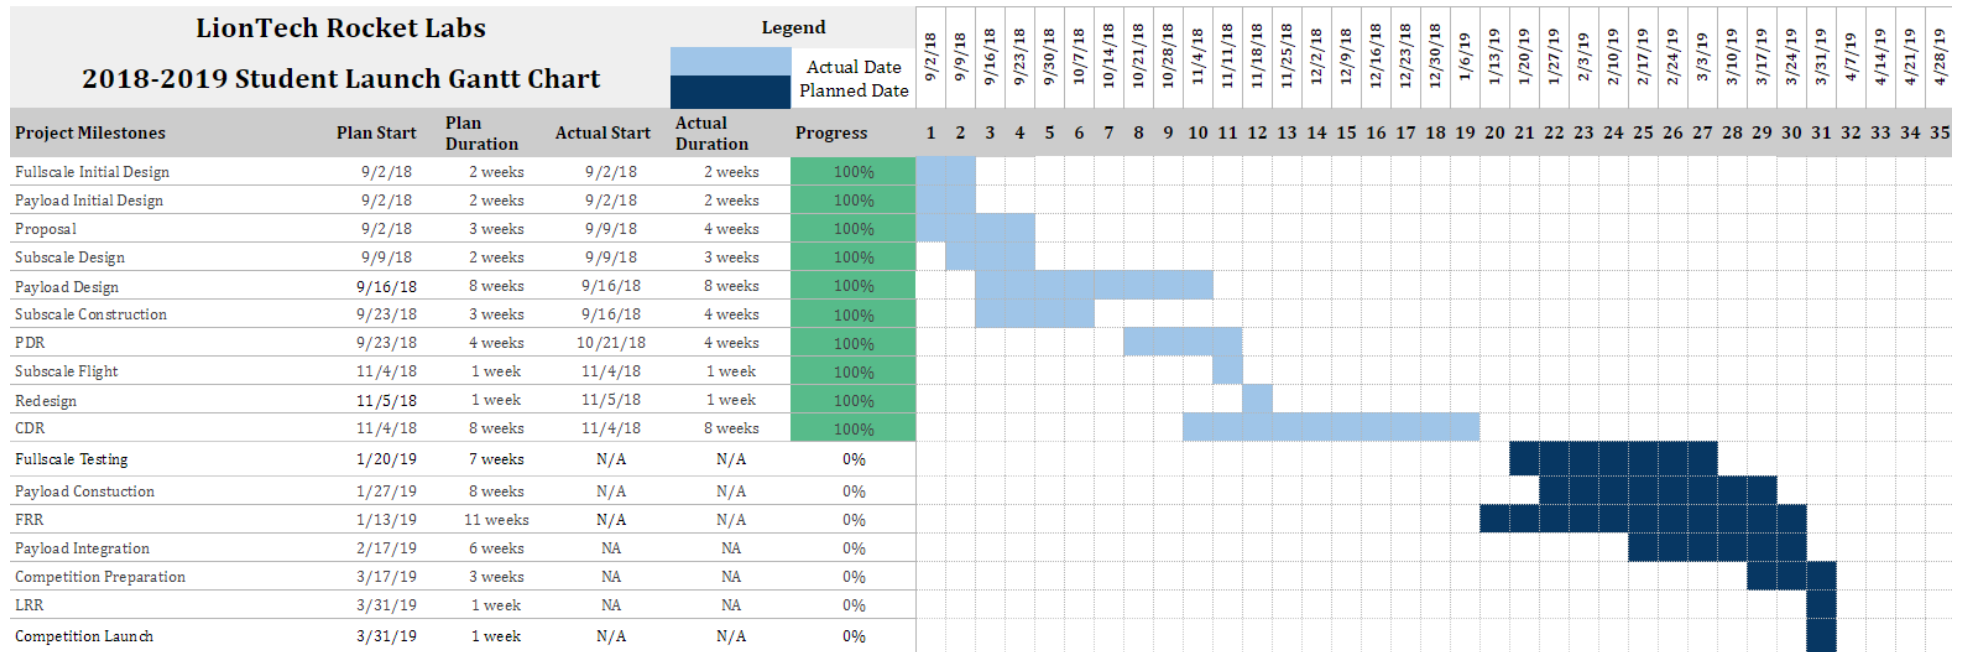 LionTech Rocket Labs
2018-2019 Student Launch Gantt Chart
Legend
Actual Date
Planned Date
9/2/18 9/9/18 9/16/18 9/23/18 9/30/18 10/7/18 10/14/18 10/21/18 10/28/18 11/4/18 11/11/18 11/18/18 11/25/18 12/2/18 12/9/18 12/16/18 12/23/18 12/30/18 1/6/19 1/13/19 1/20/19 1/27/19 2/3/19 2/10/19 2/17/19 2/24/19 3/3/19 3/10/19 3/17/19 3/24/19 3/31/19 4/7/19 4/14/19 4/21/19 4/28/19
Project Milestones Plan Start Plan Duration Actual Start Actual Duration Progress 1 2 3 4 5 6 7 8 9 10 11 12 13 14 15 16 17 18 19 20 21 22 23 24 25 26 27 28 29 30 31 32 33 34 35
Fullscale Initial Design 9/2/18 2 weeks 9/2/18 2 weeks 100%
Payload Initial Design 9/2/18 2 weeks 9/2/18 2 weeks 100%
Proposal 9/2/18 3 weeks 9/9/18 4 weeks 100%
Subscale Design 9/9/18 2 weeks 9/9/18 3 weeks 100%
Payload Design 9/16/18 8 weeks 9/16/18 8 weeks 100%
Subscale Construction 9/23/18 3 weeks 9/16/18 4 weeks 100%
PDR 9/23/18 4 weeks 10/21/18 4 weeks 100%
Subscale Flight 11/4/18 1 week 11/4/18 1 week 100%
Redesign 11/5/18 1 week 11/5/18 1 week 100%
CDR 11/4/18 8 weeks 11/4/18 8 weeks 100%
Fullscale Testing 1/20/19 7 weeks N/A N/A 0%
Payload Constuction 1/27/19 8 weeks N/A N/A 0%
FRR 1/13/19 11 weeks N/A N/A 0%
Payload Integration 2/17/19 6 weeks NA NA 0%
Competition Preparation 3/17/19 3 weeks NA NA 0%
LRR 3/31/19 1 week NA NA 0%
Competition Launch 3/31/19 1 week N/A N/A 0%